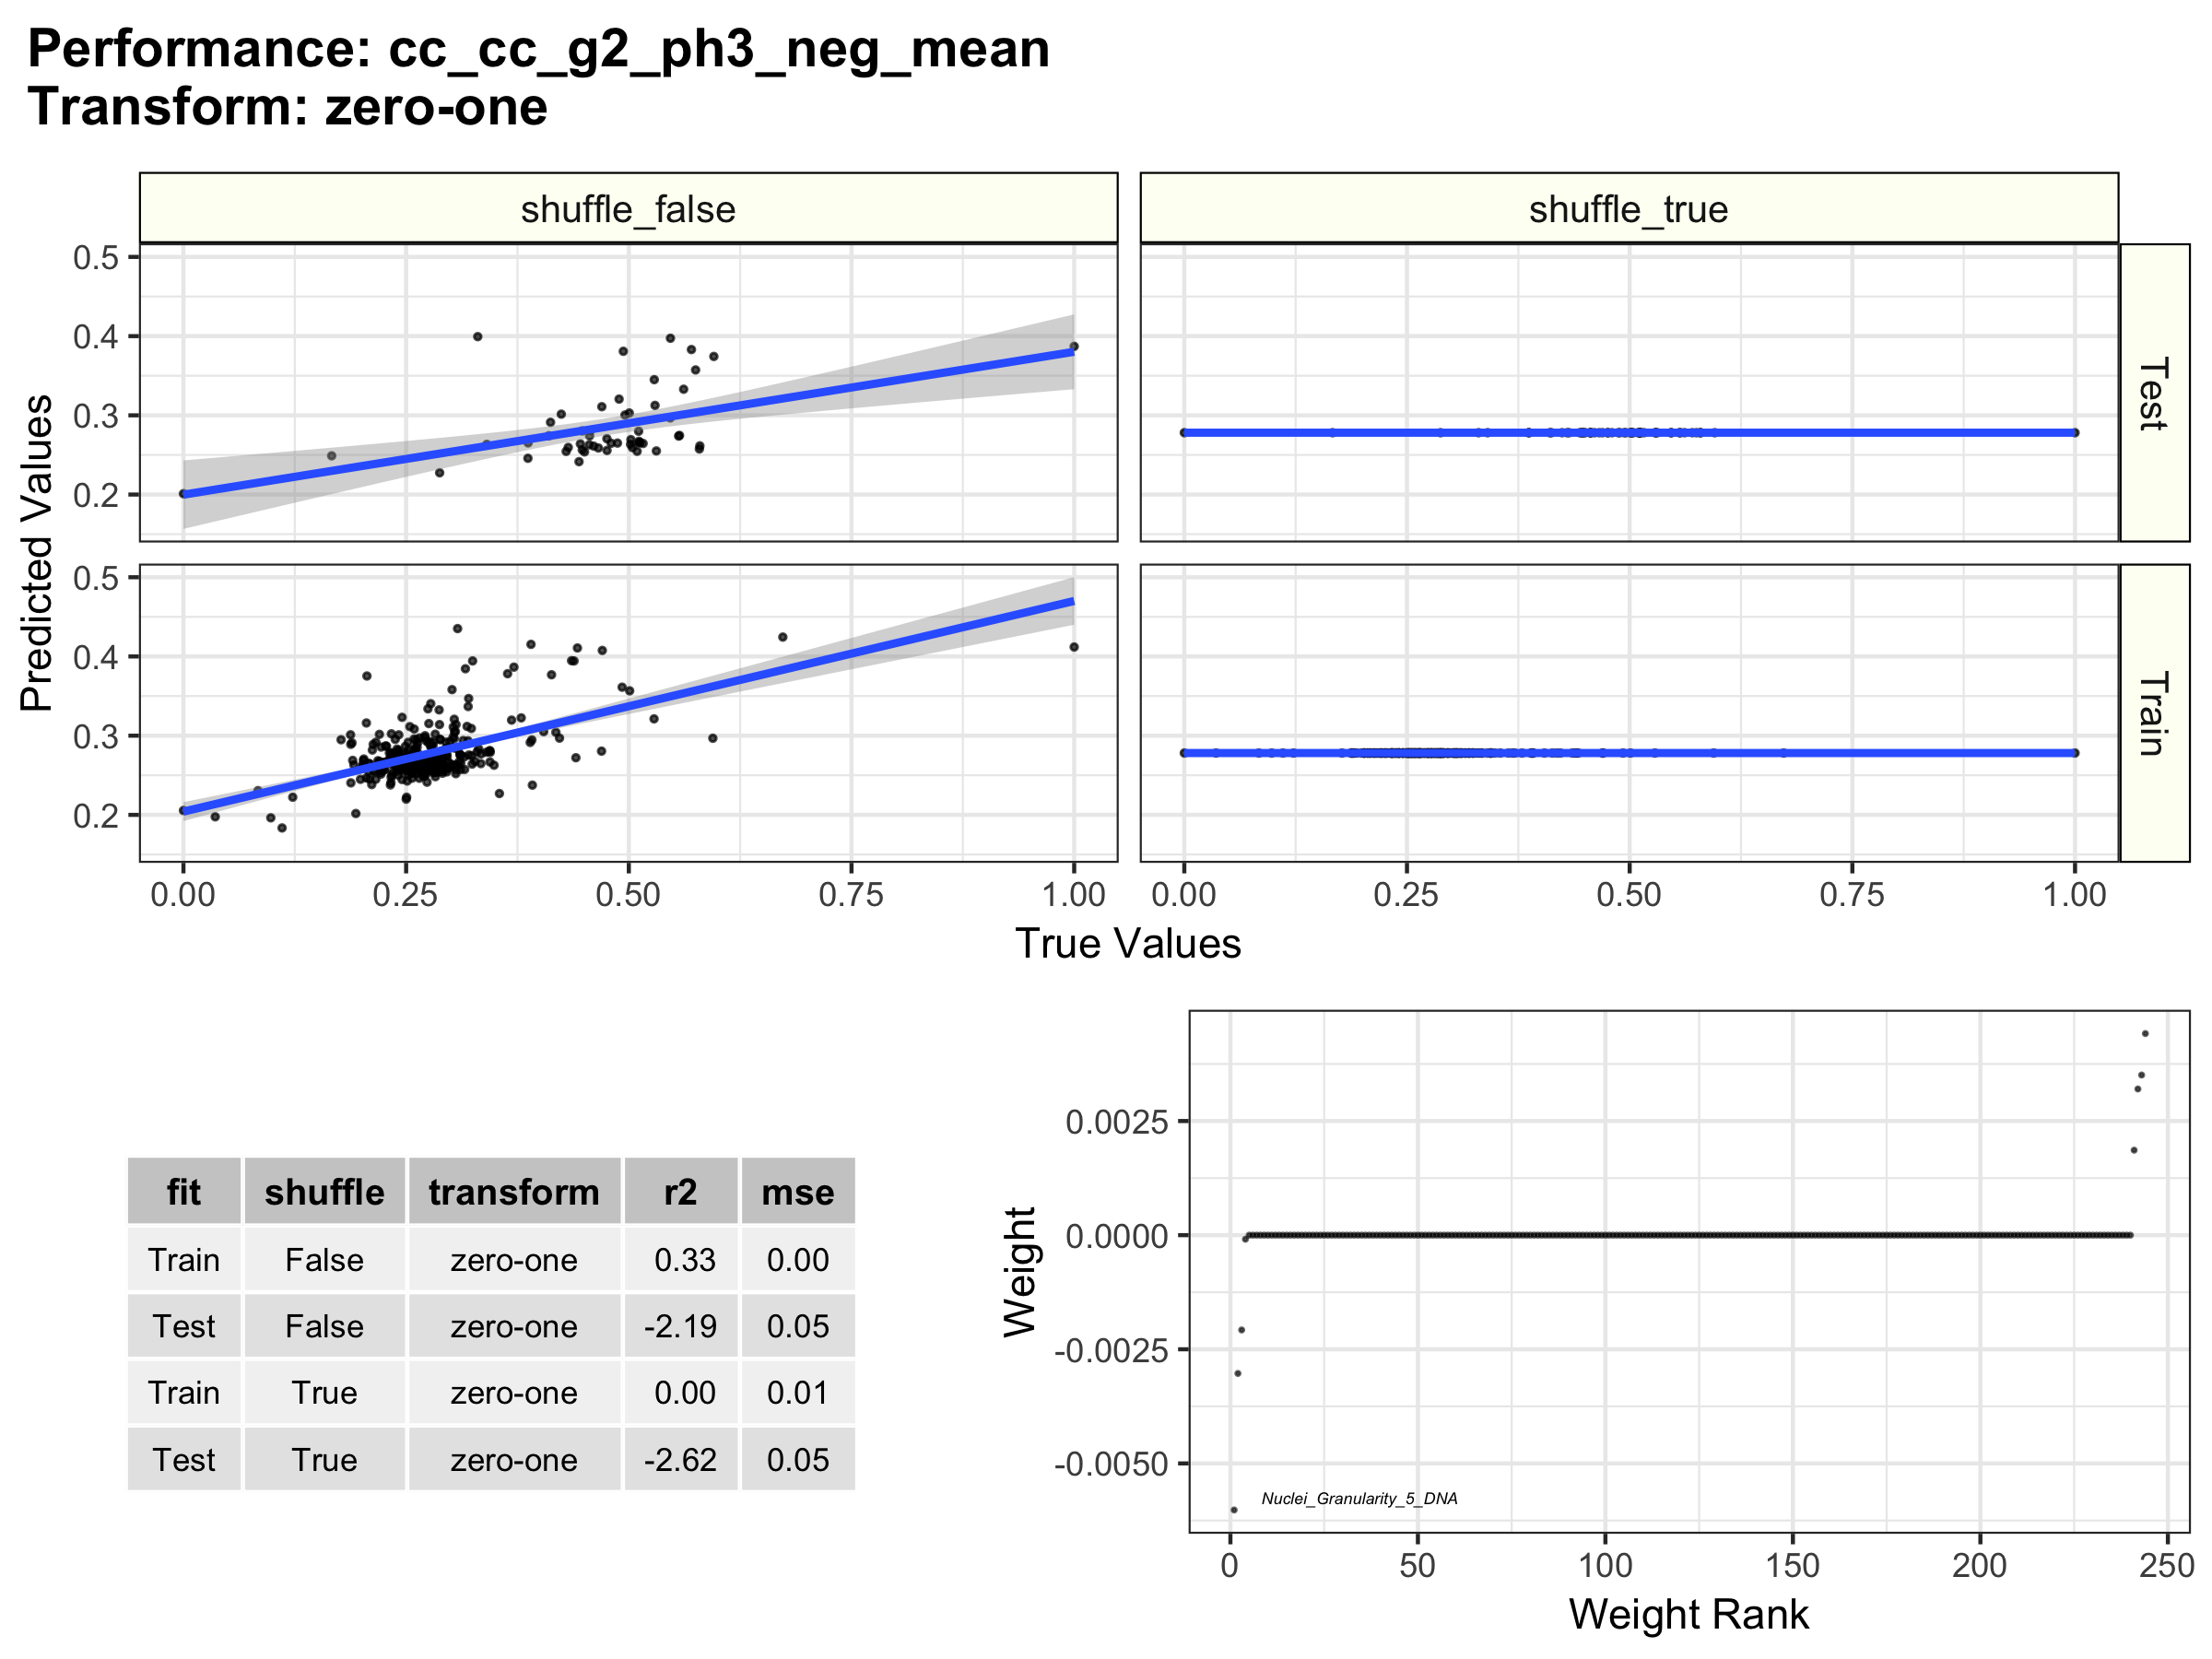 Performance: cc_cc_g2_ph3_neg_mean
Transform: zero-one
shuffle_false
shuffle_true
0.5
0.4
0.3
0.2
Test
Predicted Values
0.5
0.4
0.3
0.2
Train
0.00 0.25 0.50 0.75 1.00
0.00 0.25 0.50 0.75 1.00
True Values
fit shuffle transform r2 mse
Train False zero-one 0.33 0.00
Test False zero-one -2.19 0.05
Train True zero-one 0.00 0.01
Test True zero-one -2.62 0.05
Weight
0.0025
0.0000
-0.0025
-0.0050
Nuclei_Granularity_5_DNA
0 50 100 150 200 250
Weight Rank